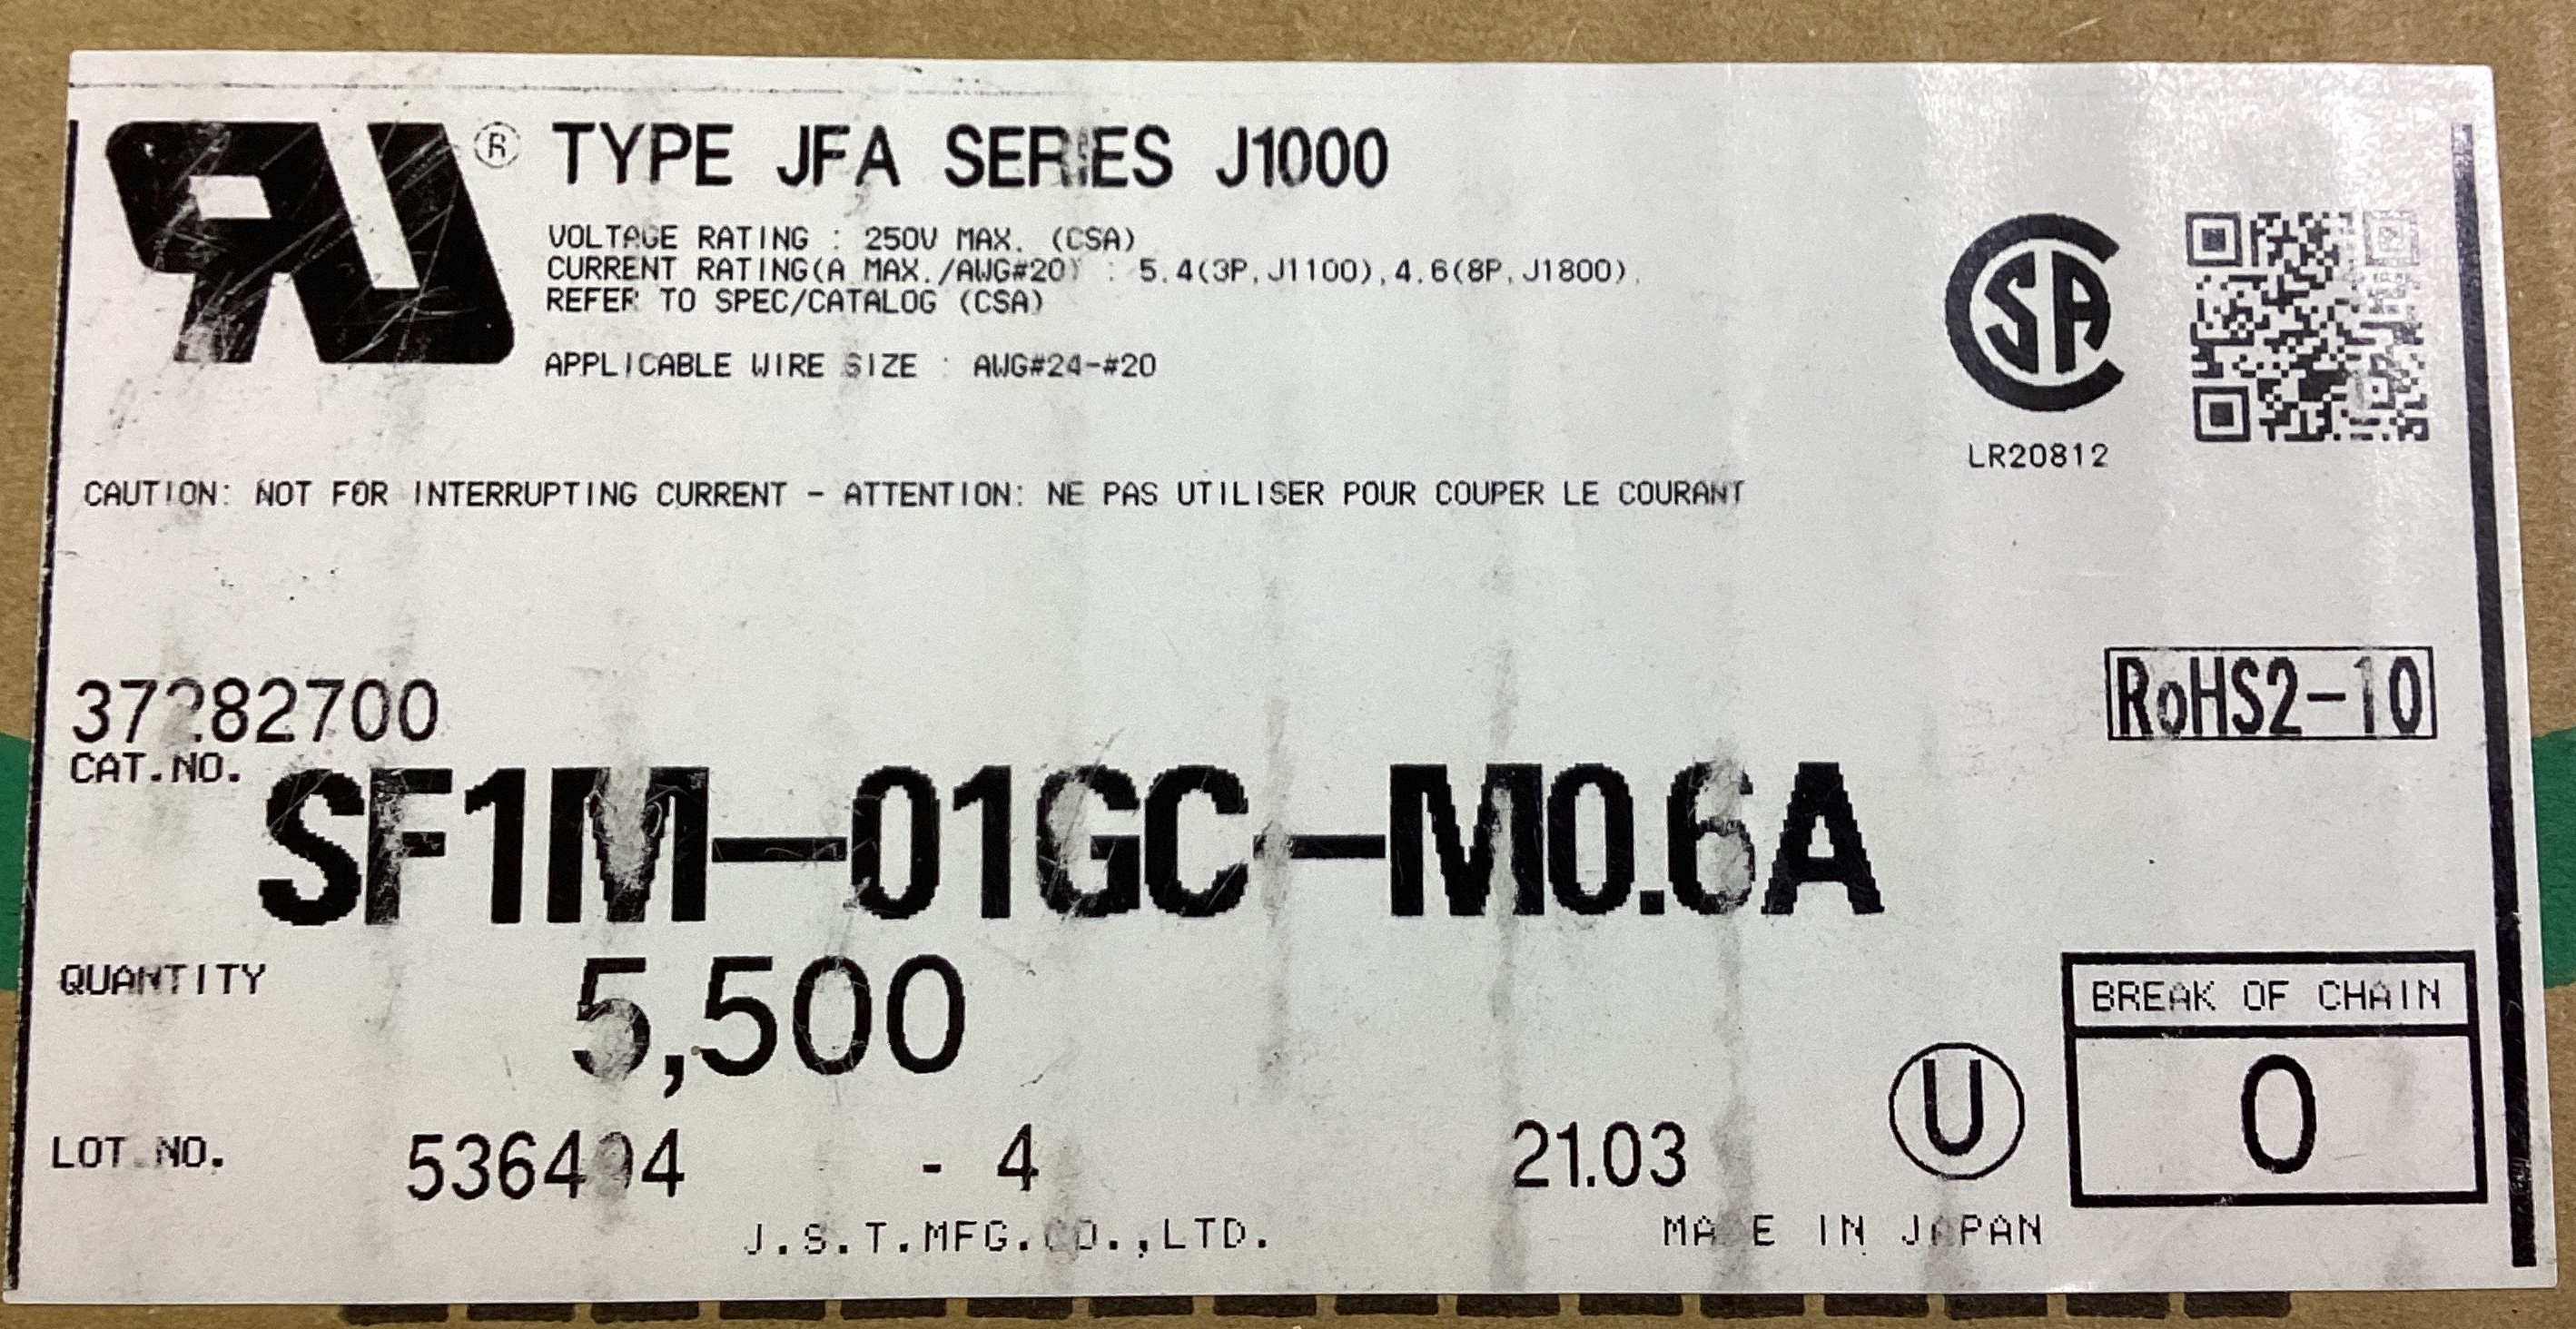 ® TYPE JFA SERIES J1000
VOLTAGE RATING : 250V MAX. (CSA)
CURRENT RATING(A MAX./AWG#20) : 5.4(3P,J1100),4.6(8P,J1800),
REFER TO SPEC/CATALOG (CSA)
APPLICABLE WIRE SIZE : AWG#24-#20
LR20812
CAUTION: NOT FOR INTERRUPTING CURRENT - ATTENTION: NE PAS UTILISER POUR COUPER LE COURANT
RoHS2-10
CAT.NO.
SF1M-01GC-M0.6A
QUANTITY 5,500
BREAK OF CHAIN
0
LOT NO. - 4 21.03 U
J.S.T.MFG.CO.,LTD. MADE IN JAPAN